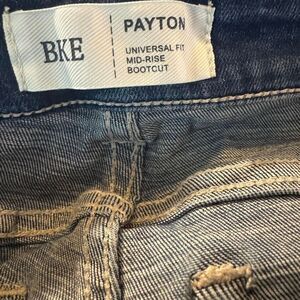 BKE
PAYTON
UNIVERSAL FIT
MID-RISE
BOOTCUT